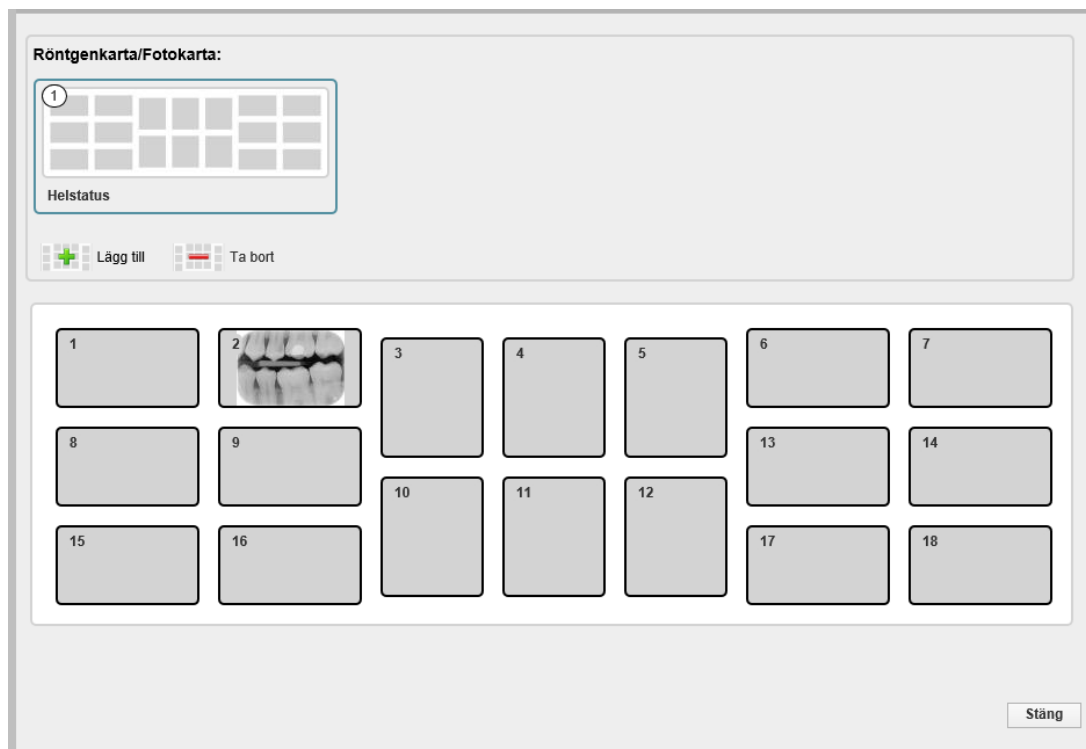 Röntgenkarta/Fotokarta:
1
Helstatus
Lägg till Ta bort
1 2 3 4 5 6 7
8 9 10 11 12 13 14
15 16 17 18
Stäng